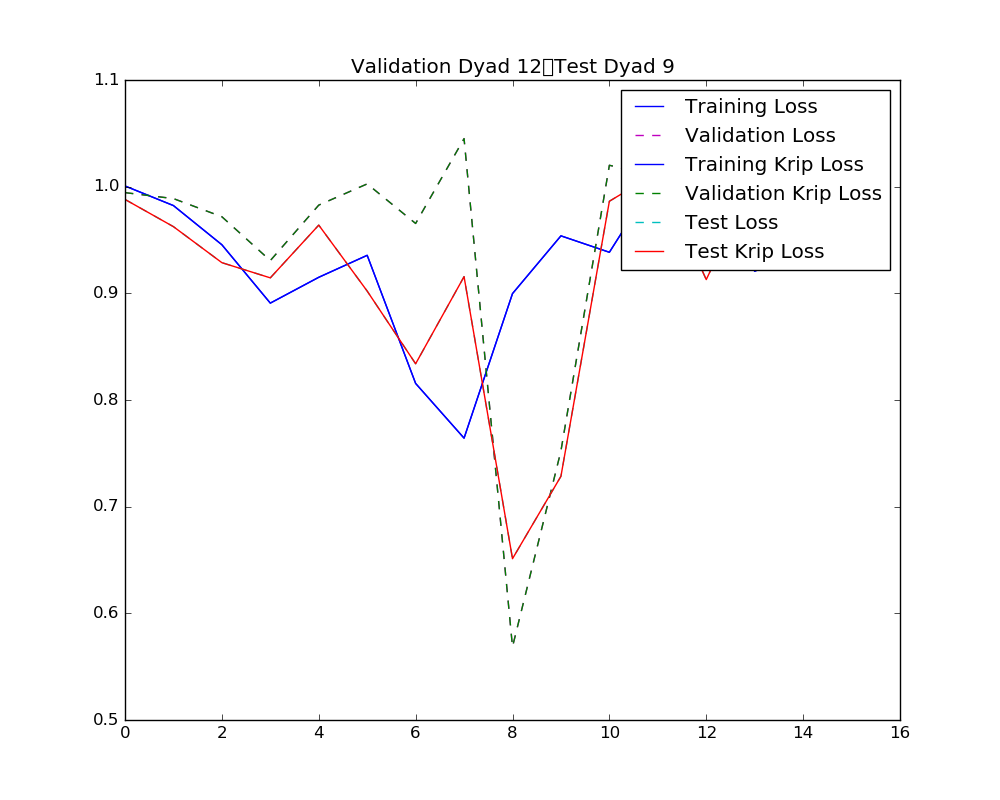 Validation Dyad 12▯Test Dyad 9
1.1
1.0
0.9
0.8
0.7
0.6
0.5
0 2 4 6 8 10 12 14 16
Training Loss
Validation Loss
Training Krip Loss
Validation Krip Loss
Test Loss
Test Krip Loss